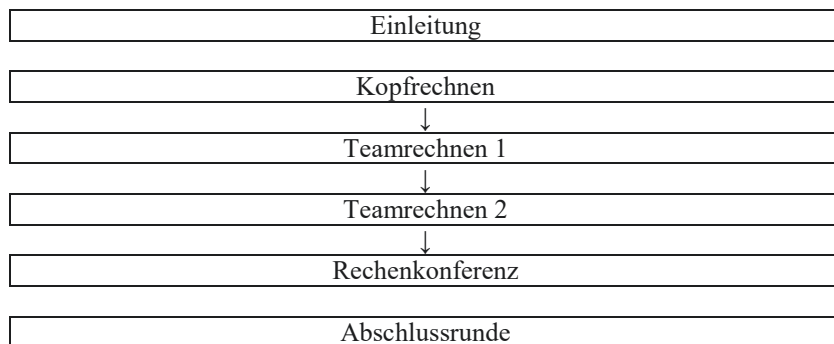 Einleitung
Kopfrechnen
↓
Teamrechnen 1
↓
Teamrechnen 2
↓
Rechenkonferenz
Abschlussrunde